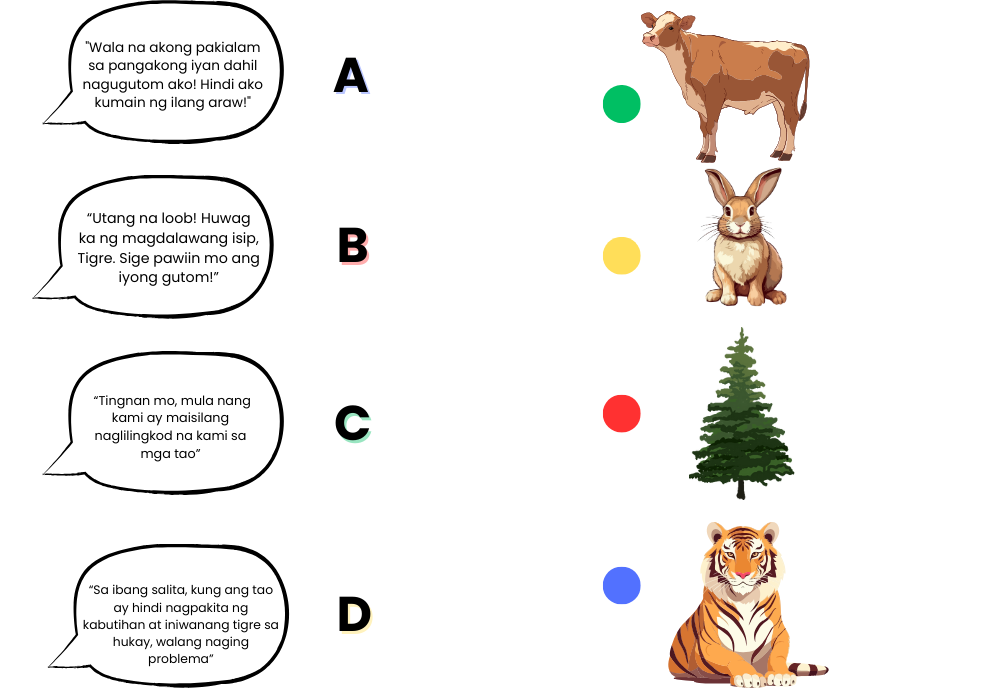 "Wala na akong pakialam
sa pangakong iyan dahil
nagugutom ako! Hindi ako
kumain ng ilang araw!"
A
“Utang na loob! Huwag
ka ng magdalawang isip,
Tigre. Sige pawiin mo ang
iyong gutom!”
B
“Tingnan mo, mula nang
kami ay maisilang
naglilingkod na kami sa
mga tao”
C
“Sa ibang salita, kung ang tao
ay hindi nagpakita ng
kabutihan at iniwanang tigre sa
hukay, walang naging
problema”
D